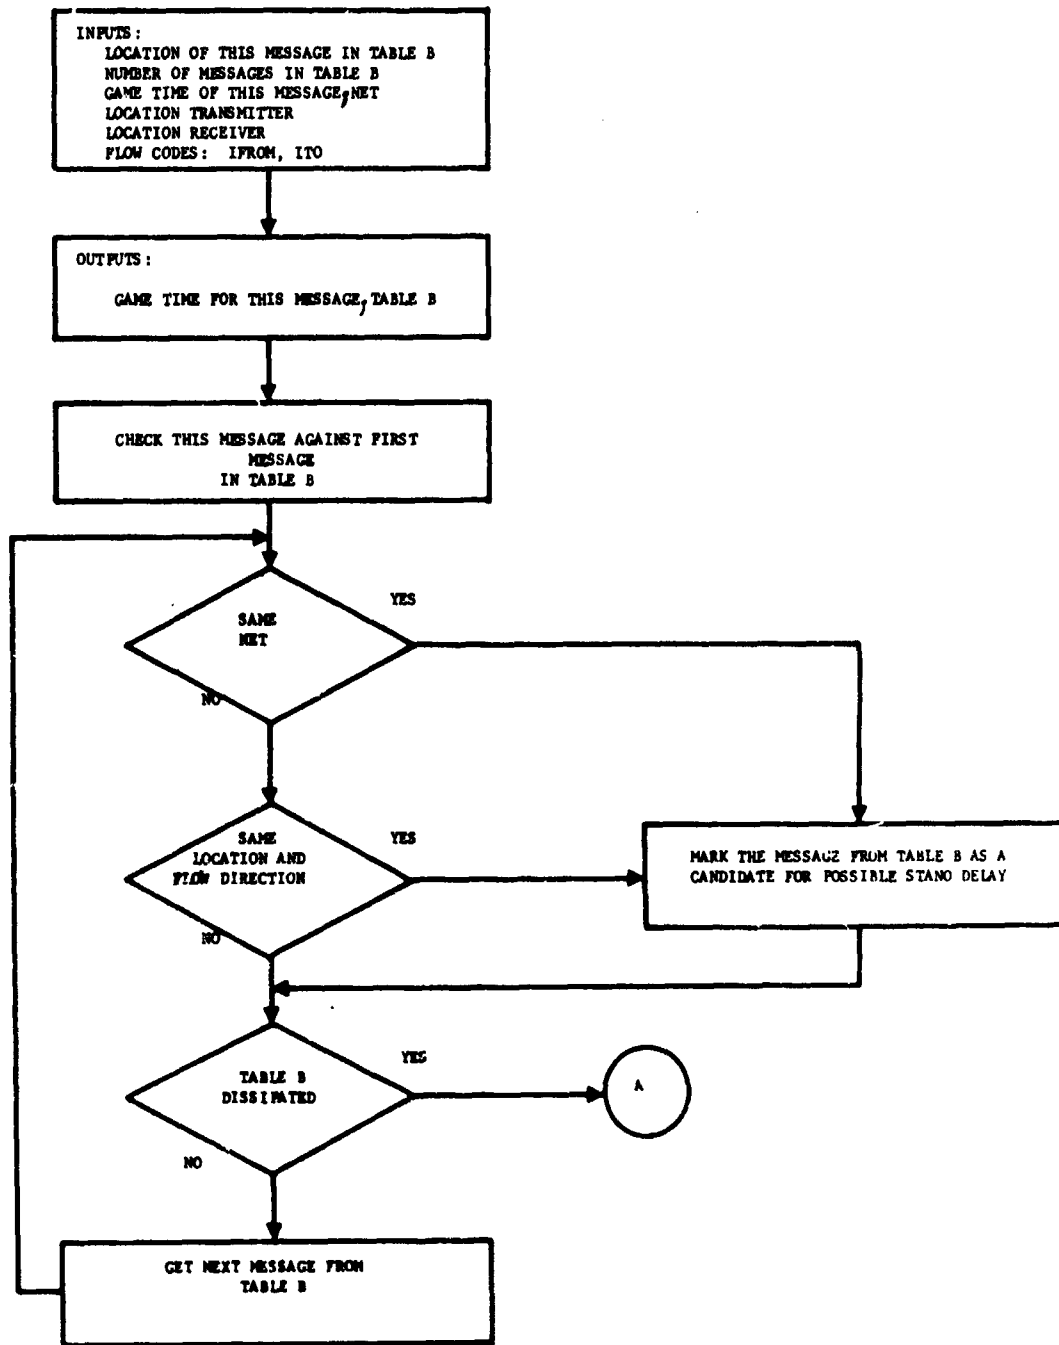 INPUTS:
LOCATION OF THIS MESSAGE IN TABLE B
NUMBER OF MESSAGES IN TABLE B
GAME TIME OF THIS MESSAGE, NET
LOCATION TRANSMITTER
LOCATION RECEIVER
FLOW CODES: IFROM, ITO
OUTPUTS:
GAME TIME FOR THIS MESSAGE, TABLE B
CHECK THIS MESSAGE AGAINST FIRST
MESSAGE
IN TABLE B
SAME
NET
YES
NO
SAME
LOCATION AND
FLOW DIRECTION
YES
NO
MARK THE MESSAGE FROM TABLE B AS A
CANDIDATE FOR POSSIBLE STANO DELAY
TABLE B
DISSIPATED
YES
A
NO
GET NEXT MESSAGE FROM
TABLE B